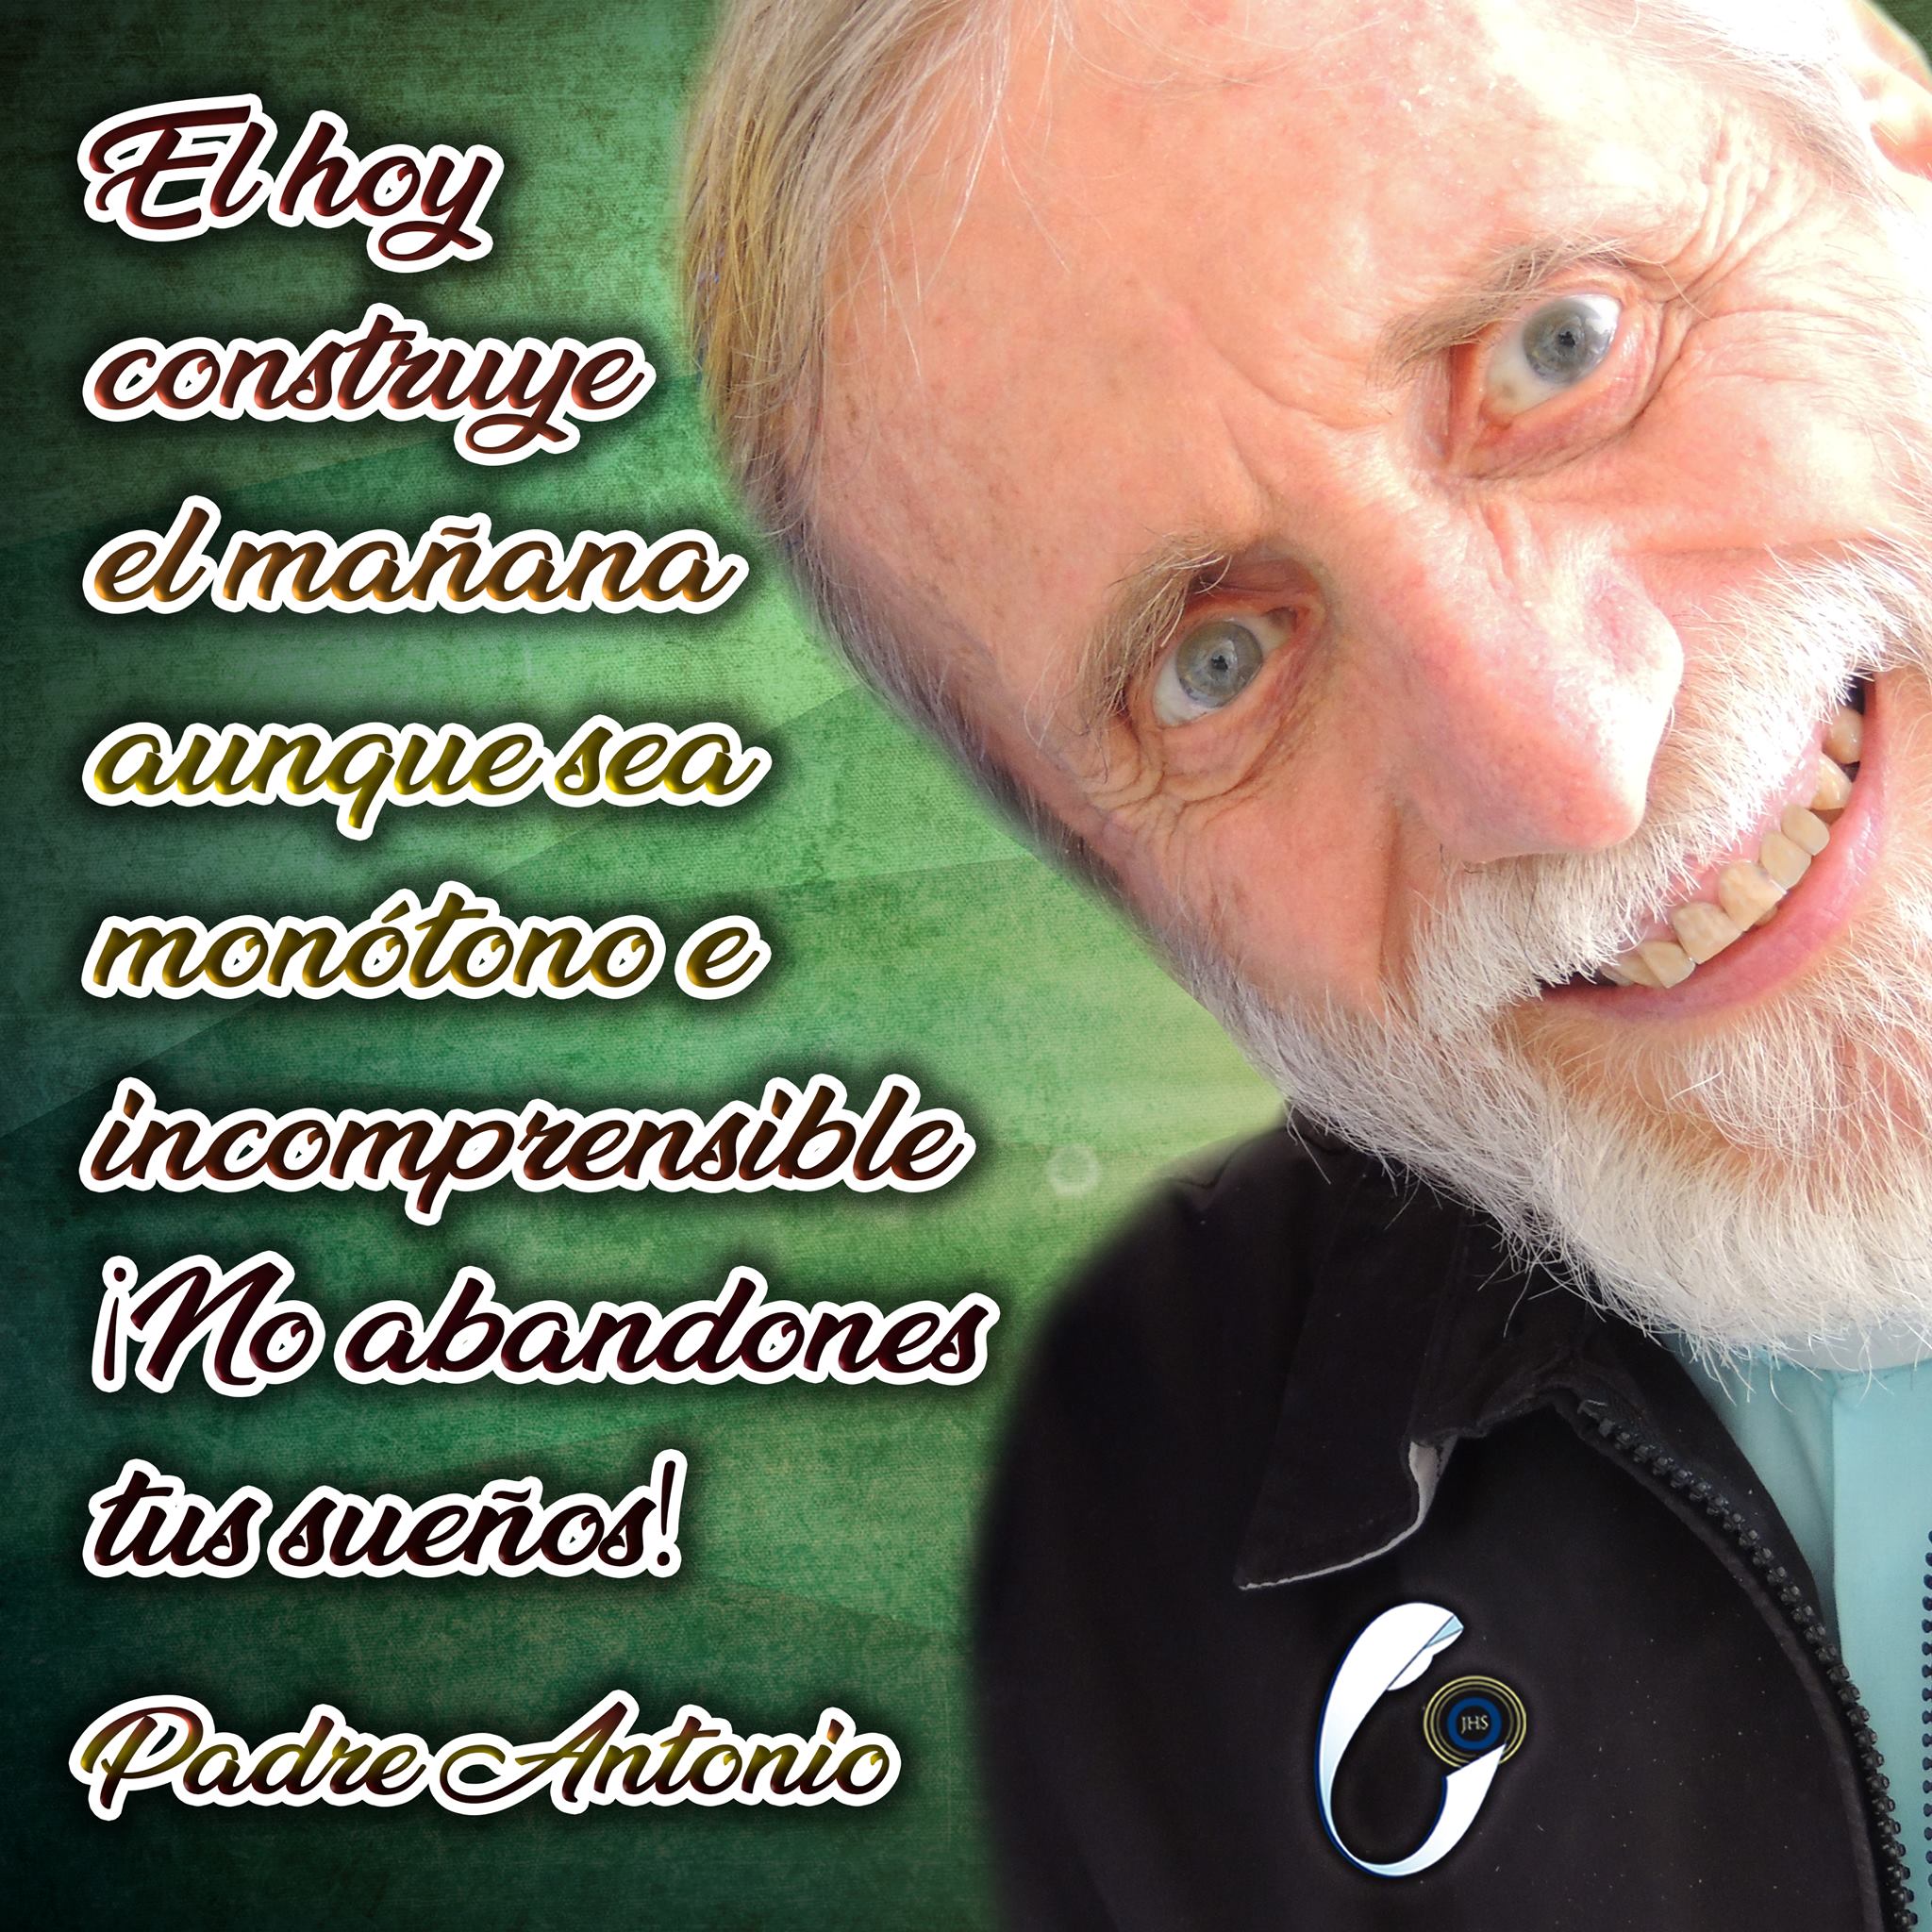 El hoy
construye
el mañana
aunque sea
monótono e
incomprensible
¡No abandones
tus sueños!
Padre Antonio
JHS